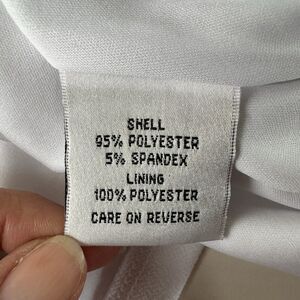 SHELL
95% POLYESTER
5% SPANDEX
LINING
100% POLYESTER
CARE ON REVERSE